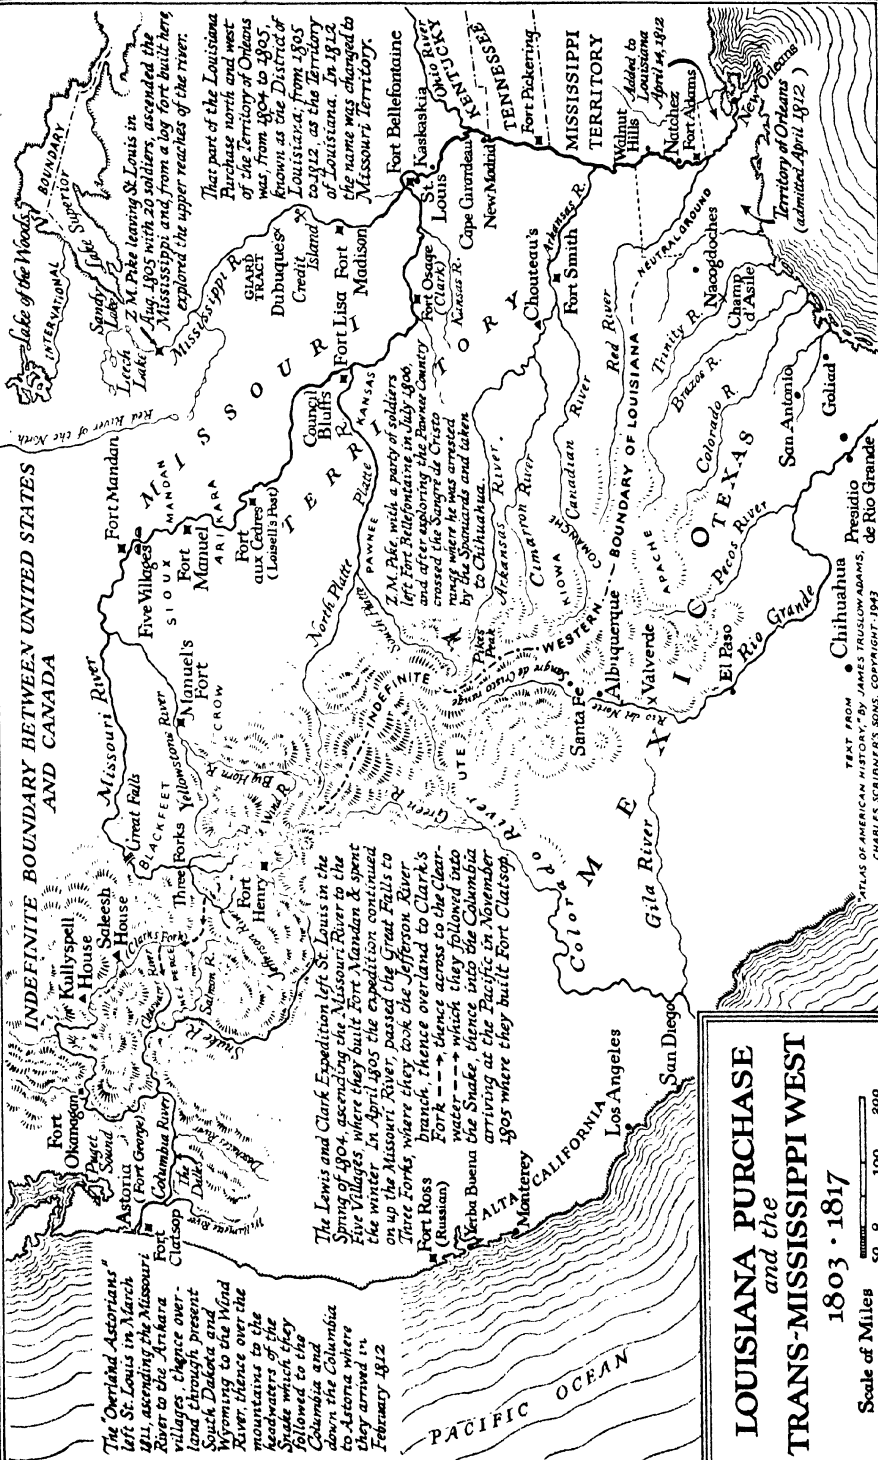 INDEFINITE BOUNDARY BETWEEN UNITED STATES
AND CANADA
The "Overland Astorians"
left St. Louis in March
1811, ascending the Missouri
River to the Arikara
villages, thence over-
land through present
South Dakota and
Wyoming to the Wind
River, thence over the
mountains to the
headwaters of the
Snake which they
followed to the
Columbia and
down the Columbia
to Astoria where
they arrived in
February 1812
The Lewis and Clark Expedition left St. Louis in the
Spring of 1804, ascending the Missouri River to the
Five Villages, where they built Fort Mandan & spent
the winter. In April 1805 the expedition continued
on up the Missouri River, passed the Great Falls to
Three Forks, where they took the Jefferson River
branch, thence overland to Clark's
Fork ---→, thence across to the Clear-
water ---→ which they followed into
the Snake, thence into the Columbia
arriving at the Pacific in November
1805 where they built Fort Clatsop.
Z. M. Pike, with a party of soldiers
left Fort Bellefontaine in July 1806,
and after exploring the Pawnee Country
crossed the Sangre de Cristo
range where he was arrested
by the Spaniards and taken
to Chihuahua.
Z. M. Pike leaving St. Louis in
Aug. 1805 with 20 soldiers, ascended the
Mississippi and from a log fort built here,
explored the upper reaches of the river.
That part of the Louisiana
Purchase north and west
of the Territory of Orleans
was, from 1804 to 1805,
known as the District of
Louisiana; from 1805
to 1812, as the Territory
of Louisiana. In 1812
the name was changed to
Missouri Territory.
Fort
Okanogan
Puget
Sound
Astoria
(Fort George)
Columbia River
Fort
Clatsop
The
Dalles
Willamette River
Deschutes River
Kullyspell
House
Saleesh
House
Clark's Fork
Clearwater River
NEZ PERCE
Salmon R.
Snake R.
Jefferson River
Great Falls
BLACKFEET
Three Forks
Yellowstone River
Fort
Henry
Wind R.
Big Horn R.
Manuel's
Fort
CROW
Missouri River
Fort Mandan
Five Villages
SIOUX
MANDAN
Fort
Manuel
ARIKARA
Fort
aux Cedres
(Loisell's Post)
MISSOURI
TERRITORY
Red River of the North
Lake of the Woods
INTERNATIONAL
BOUNDARY
Lake Superior
Sandy
Lake
Leech
Lake
Mississippi R.
GIARD
TRACT
Dubuques
Credit
Island
Fort
Madison
Fort Lisa
Council
Bluffs
North Platte
South Platte
Platte R.
PAWNEE
KANSAS
Fort Osage
(Clark)
Kansas R.
Fort Bellefontaine
Kaskaskia
St.
Louis
Ohio River
KENTUCKY
Cape Girardeau
New Madrid
TENNESSEE
Fort Pickering
MISSISSIPPI
TERRITORY
Arkansas R.
Chouteau's
Fort Smith
Arkansas River
Cimarron River
Canadian River
Red River
KIOWA
COMANCHE
APACHE
INDEFINITE
WESTERN
BOUNDARY OF LOUISIANA
NEUTRAL GROUND
Walnut
Hills
Added to
Louisiana
April 14, 1812
Natchez
Fort Adams
New Orleans
Territory of Orleans
(admitted April 1812)
Nacogdoches
Champ
d'Asile
Trinity R.
Brazos R.
Colorado R.
TEXAS
San Antonio
Goliad
Presidio
de Rio Grande
Pecos River
Rio Grande
Chihuahua
El Paso
Valverde
Albuquerque
Santa Fe
Rio del Norte
Sangre de Cristo range
Pikes
Peak
UTE
Green R.
Colorado River
Gila River
MEXICO
Fort Ross
(Russian)
Yerba Buena
Monterey
ALTA CALIFORNIA
Los Angeles
San Diego
PACIFIC OCEAN
LOUISIANA PURCHASE
and the
TRANS-MISSISSIPPI WEST
1803 · 1817
Scale of Miles
50 0 100 200
TEXT FROM
"ATLAS OF AMERICAN HISTORY," by JAMES TRUSLOW ADAMS,
CHARLES SCRIBNER'S SONS, COPYRIGHT · 1943